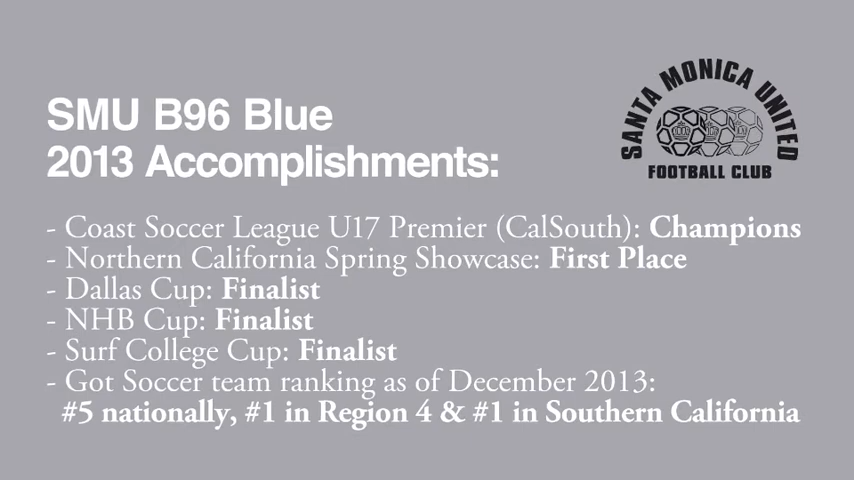 SANTA MONICA UNITED
FOOTBALL CLUB
SMU B96 Blue
2013 Accomplishments:
- Coast Soccer League U17 Premier (CalSouth): Champions
- Northern California Spring Showcase: First Place
- Dallas Cup: Finalist
- NHB Cup: Finalist
- Surf College Cup: Finalist
- Got Soccer team ranking as of December 2013:
#5 nationally, #1 in Region 4 & #1 in Southern California